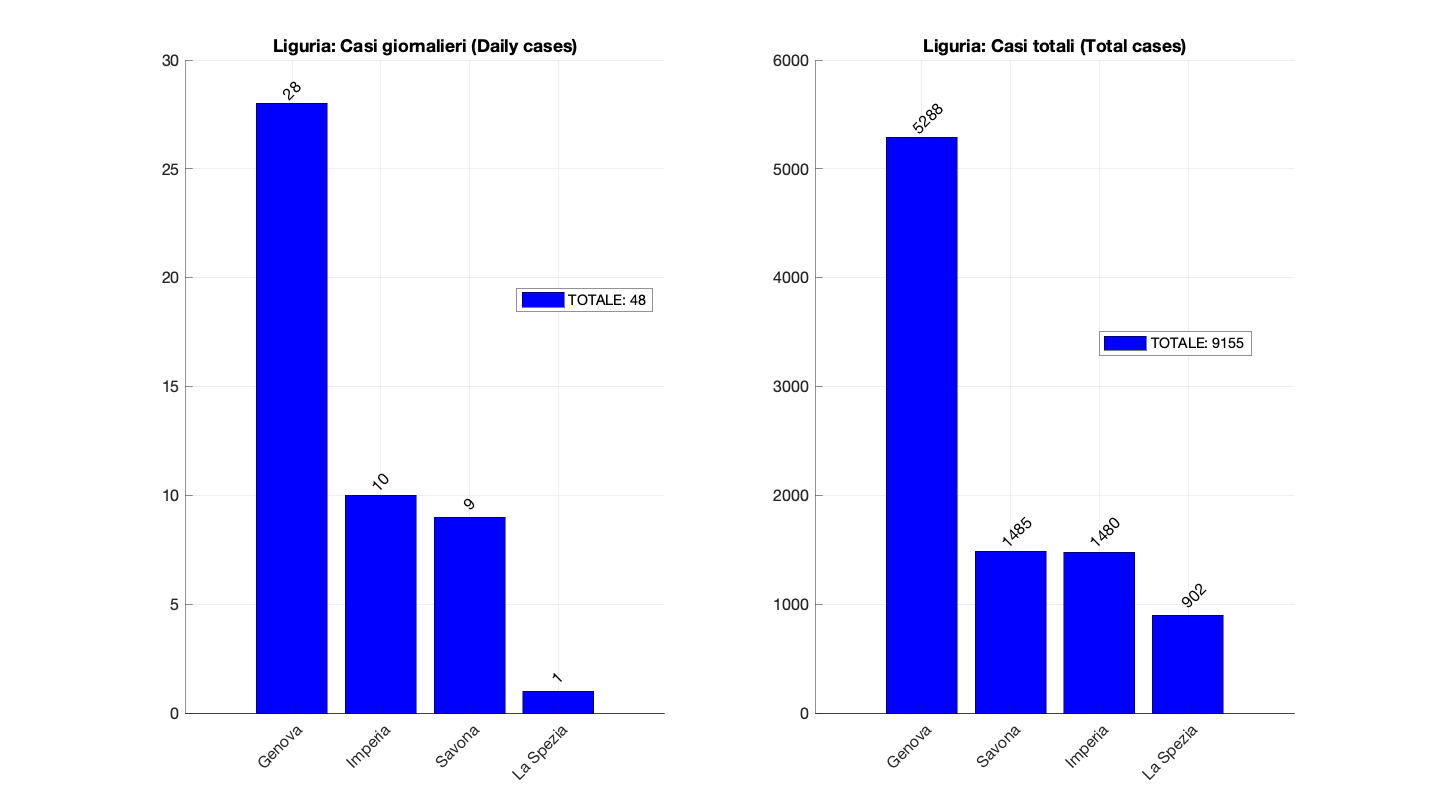 Liguria: Casi giornalieri (Daily cases)
30
25
20
15
10
5
0
28
10
9
1
TOTALE: 48
Genova
Imperia
Savona
La Spezia
Liguria: Casi totali (Total cases)
6000
5000
4000
3000
2000
1000
0
5288
1485
1480
902
TOTALE: 9155
Genova
Savona
Imperia
La Spezia